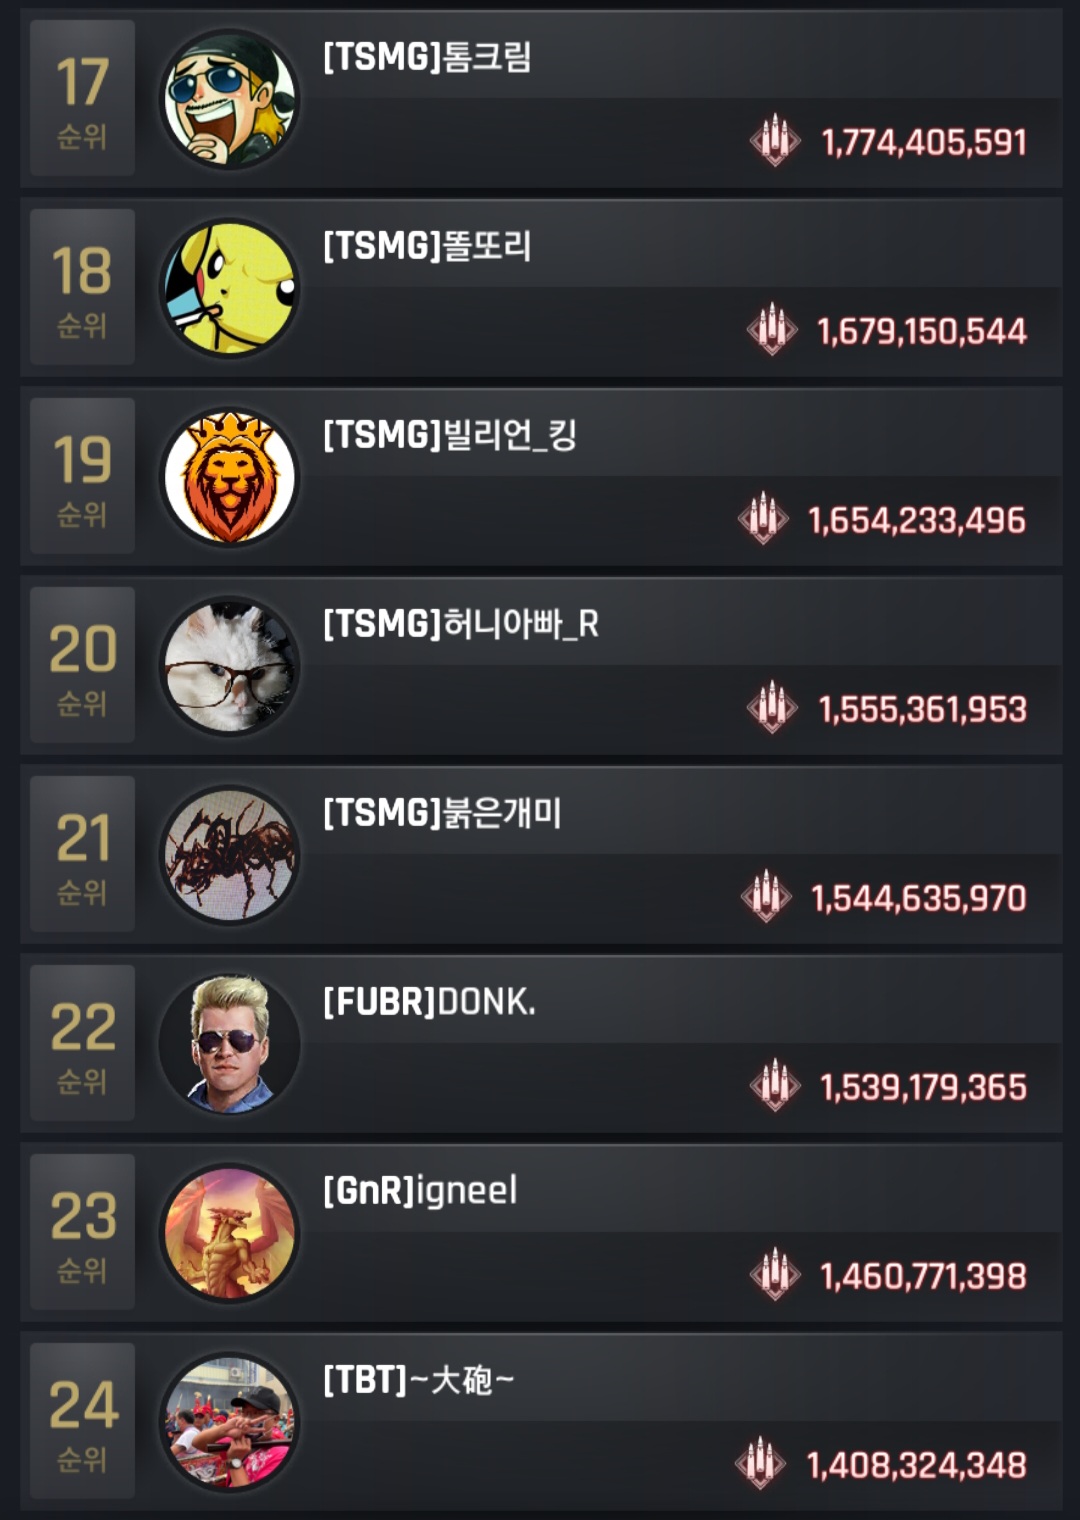 17
순위
[TSMG]톰크림
1,774,405,591
18
순위
[TSMG]똘또리
1,679,150,544
19
순위
[TSMG]빌리언_킹
1,654,233,496
20
순위
[TSMG]허니아빠_R
1,555,361,953
21
순위
[TSMG]붉은개미
1,544,635,970
22
순위
[FUBR]DONK.
1,539,179,365
23
순위
[GnR]igneel
1,460,771,398
24
순위
[TBT]~大砲~
1,408,324,348